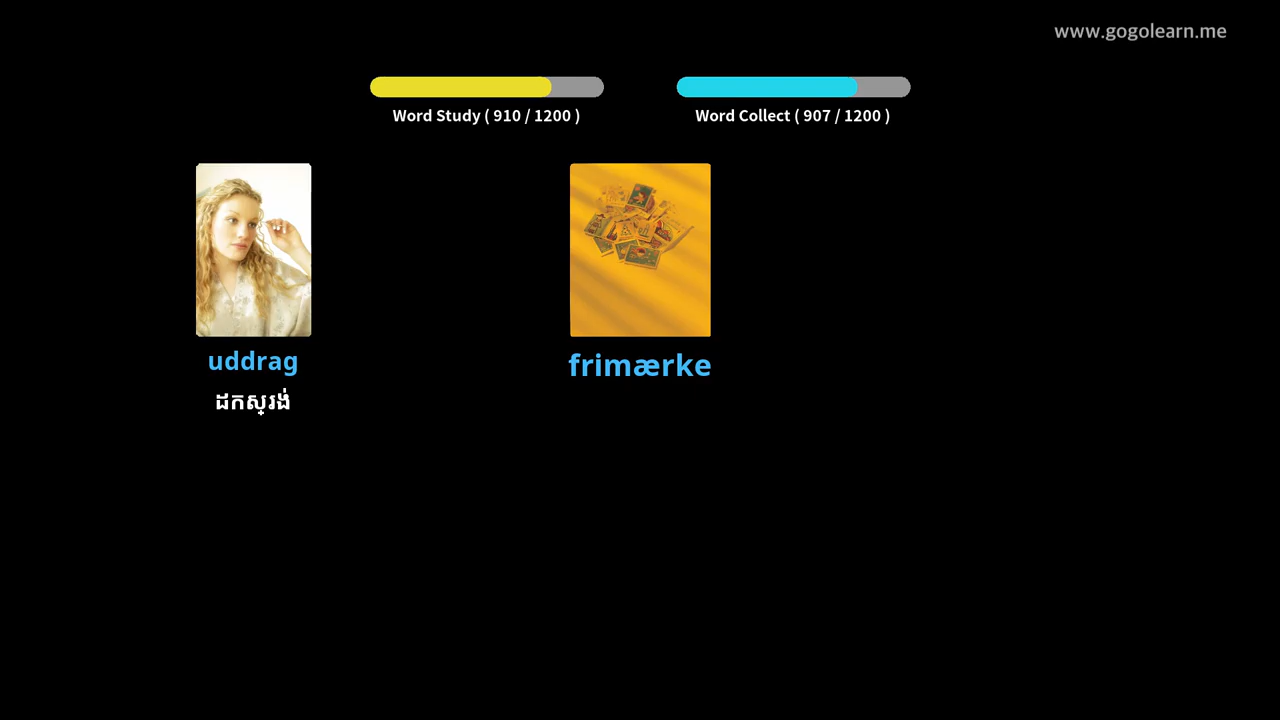 www.gogolearn.me
Word Study ( 910 / 1200 )
Word Collect ( 907 / 1200 )
uddrag
ដកស្រង់
frimærke